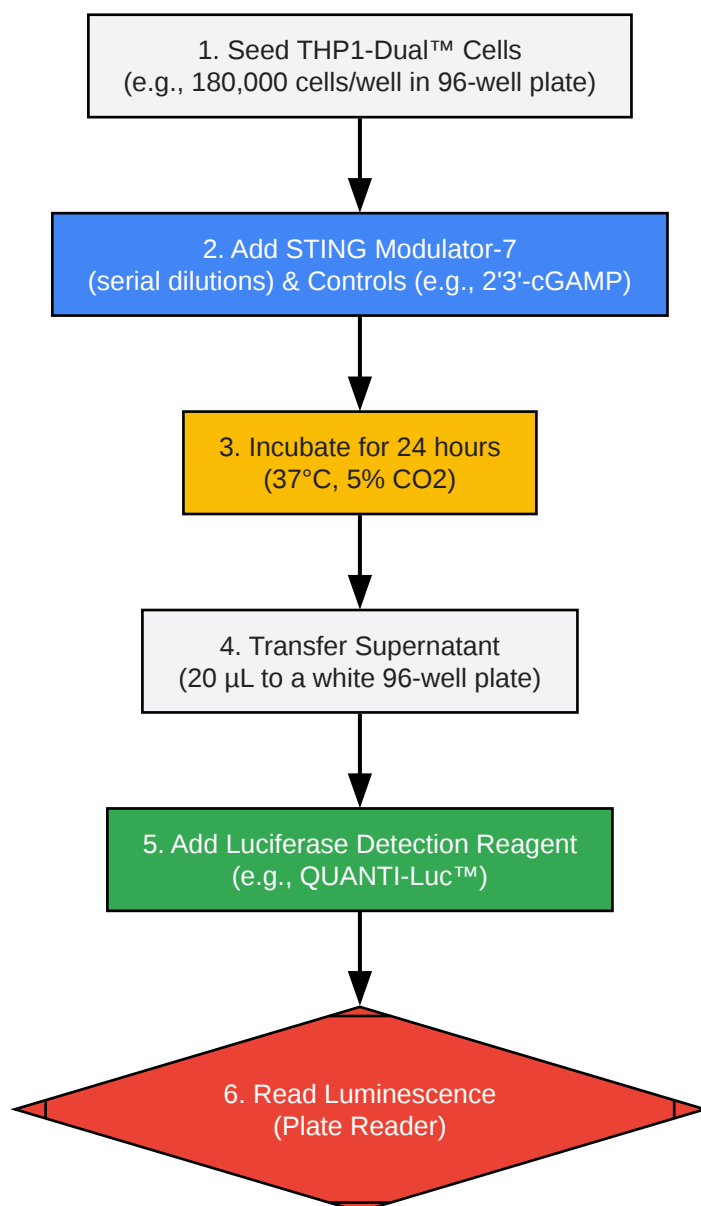 1. Seed THP1-Dual™ Cells
(e.g., 180,000 cells/well in 96-well plate)
2. Add STING Modulator-7
(serial dilutions) & Controls (e.g., 2'3'-cGAMP)
3. Incubate for 24 hours
(37°C, 5% CO2)
4. Transfer Supernatant
(20 µL to a white 96-well plate)
5. Add Luciferase Detection Reagent
(e.g., QUANTI-Luc™)
6. Read Luminescence
(Plate Reader)